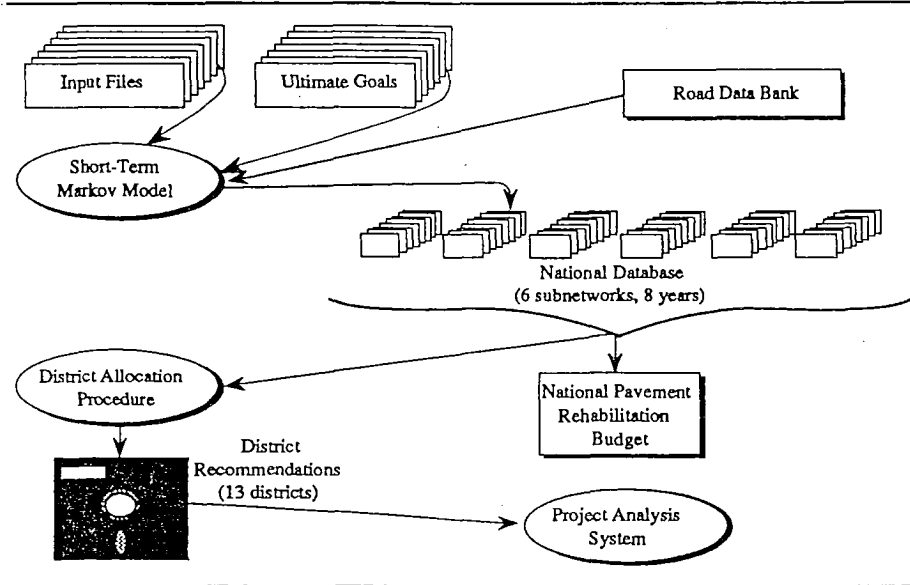 Input Files
Ultimate Goals
Road Data Bank
Short-Term
Markov Model
National Database
(6 subnetworks, 8 years)
District Allocation
Procedure
National Pavement
Rehabilitation
Budget
District
Recommendations
(13 districts)
Project Analysis
System